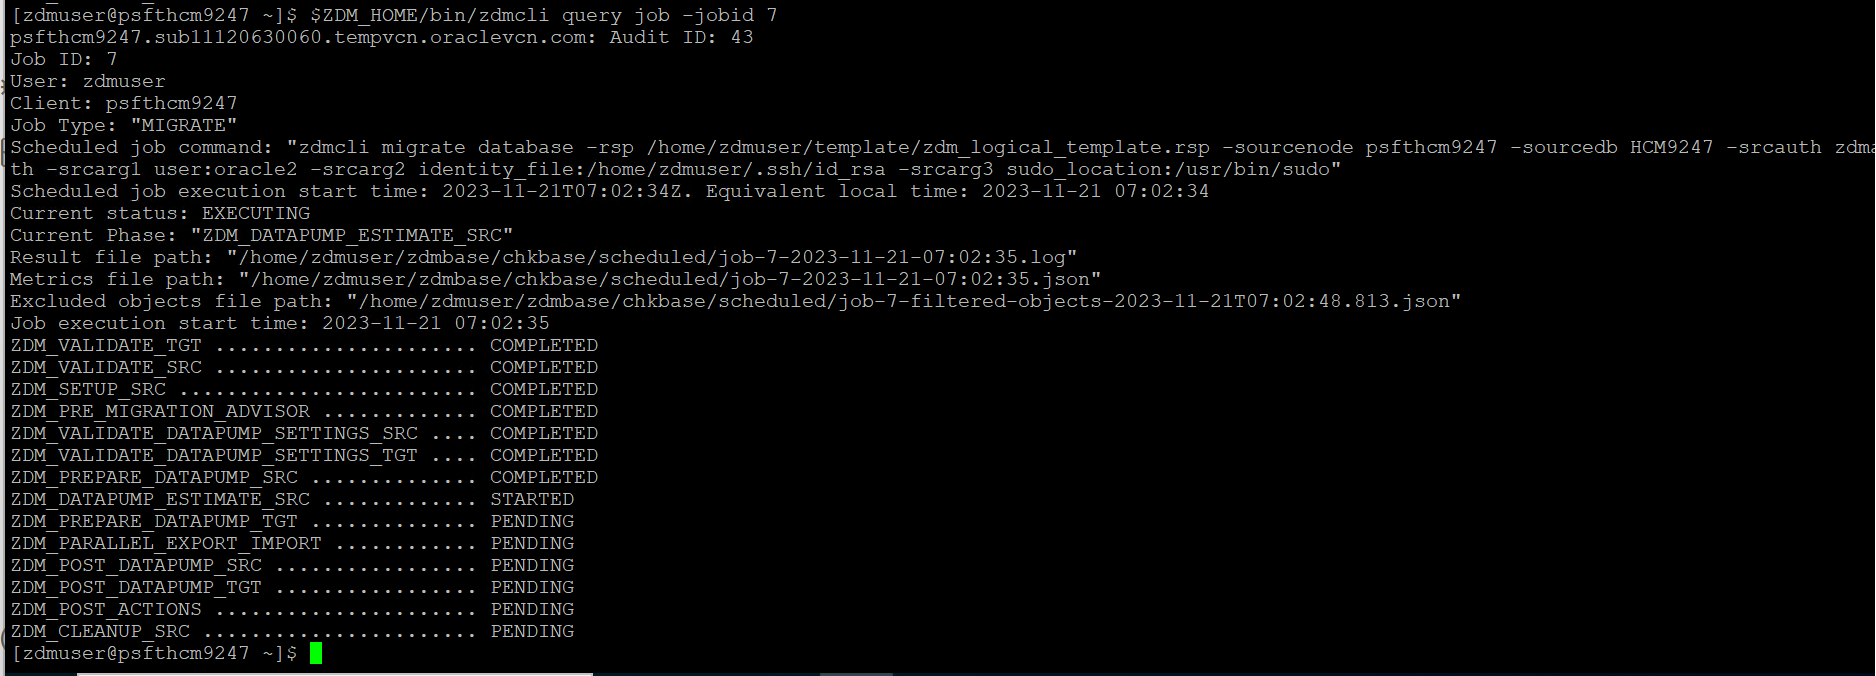 [zdmuser@psfthcm9247 ~]$ $ZDM_HOME/bin/zdmcli query job -jobid 7
psfthcm9247.sub11120630060.tempvcn.oraclevcn.com: Audit ID: 43
Job ID: 7
User: zdmuser
Client: psfthcm9247
Job Type: "MIGRATE"
Scheduled job command: "zdmcli migrate database -rsp /home/zdmuser/template/zdm_logical_template.rsp -sourcenode psfthcm9247 -sourcedb HCM9247 -srcauth zdma
th -srcarg1 user:oracle2 -srcarg2 identity_file:/home/zdmuser/.ssh/id_rsa -srcarg3 sudo_location:/usr/bin/sudo"
Scheduled job execution start time: 2023-11-21T07:02:34Z. Equivalent local time: 2023-11-21 07:02:34
Current status: EXECUTING
Current Phase: "ZDM_DATAPUMP_ESTIMATE_SRC"
Result file path: "/home/zdmuser/zdmbase/chkbase/scheduled/job-7-2023-11-21-07:02:35.log"
Metrics file path: "/home/zdmuser/zdmbase/chkbase/scheduled/job-7-2023-11-21-07:02:35.json"
Excluded objects file path: "/home/zdmuser/zdmbase/chkbase/scheduled/job-7-filtered-objects-2023-11-21T07:02:48.813.json"
Job execution start time: 2023-11-21 07:02:35
ZDM_VALIDATE_TGT ...................... COMPLETED
ZDM_VALIDATE_SRC ...................... COMPLETED
ZDM_SETUP_SRC ......................... COMPLETED
ZDM_PRE_MIGRATION_ADVISOR ............. COMPLETED
ZDM_VALIDATE_DATAPUMP_SETTINGS_SRC .... COMPLETED
ZDM_VALIDATE_DATAPUMP_SETTINGS_TGT .... COMPLETED
ZDM_PREPARE_DATAPUMP_SRC .............. COMPLETED
ZDM_DATAPUMP_ESTIMATE_SRC ............. STARTED
ZDM_PREPARE_DATAPUMP_TGT .............. PENDING
ZDM_PARALLEL_EXPORT_IMPORT ............ PENDING
ZDM_POST_DATAPUMP_SRC ................. PENDING
ZDM_POST_DATAPUMP_TGT ................. PENDING
ZDM_POST_ACTIONS ...................... PENDING
ZDM_CLEANUP_SRC ....................... PENDING
[zdmuser@psfthcm9247 ~]$